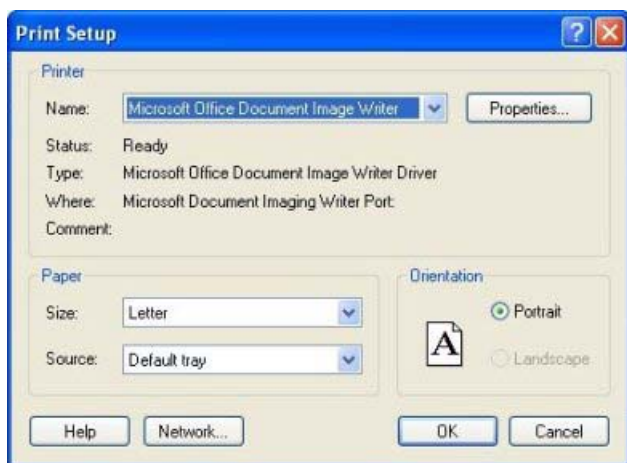 Print Setup
Printer
Name: Microsoft Office Document Image Writer Properties...
Status: Ready
Type: Microsoft Office Document Image Writer Driver
Where: Microsoft Document Imaging Writer Port:
Comment:
Paper
Size: Letter
Source: Default tray
Orientation
A
Portrait
Landscape
Help Network... OK Cancel